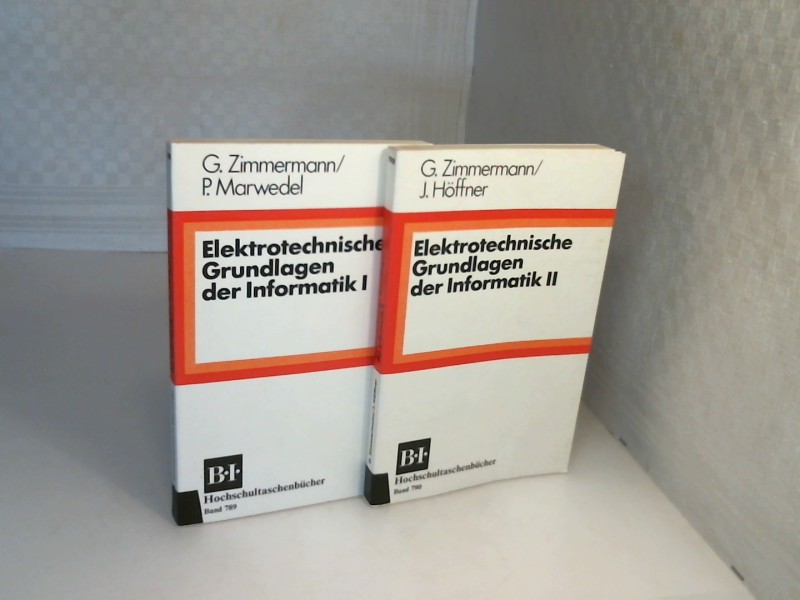 G. Zimmermann/
P. Marwedel
Elektrotechnische
Grundlagen
der Informatik I
B·I·
Hochschultaschenbücher
Band 789
G. Zimmermann/
J. Höffner
Elektrotechnische
Grundlagen
der Informatik II
B·I·
Hochschultaschenbücher
Band 790